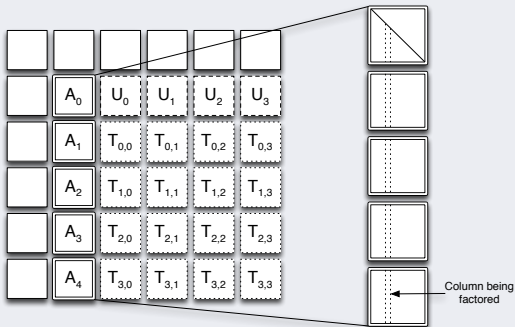 A0 U0 U1 U2 U3
A1 T0,0 T0,1 T0,2 T0,3
A2 T1,0 T1,1 T1,2 T1,3
A3 T2,0 T2,1 T2,2 T2,3
A4 T3,0 T3,1 T3,2 T3,3
Column being
factored